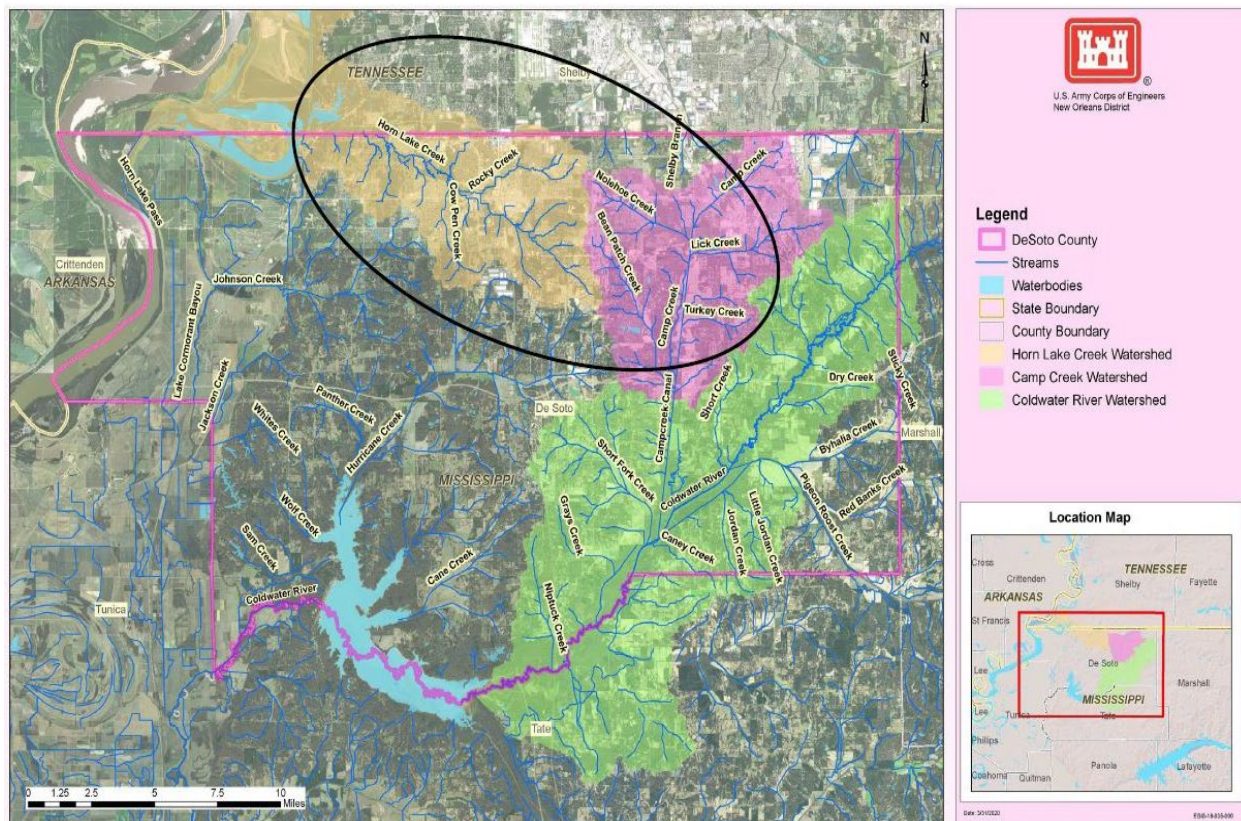 TENNESSEE
Shelby
N
Horn Lake Creek
Rocky Creek
Cow Pen Creek
Horn Lake Pass
Shelby Branch
Camp Creek
Nolehoe Creek
Bean Patch Creek
Lick Creek
Camp Creek
Turkey Creek
Crittenden
ARKANSAS
Johnson Creek
Lake Cormorant Bayou
Jackson Creek
Whites Creek
Panther Creek
Hurricane Creek
De Soto
Campcreek Canal
Short Creek
Dry Creek
Sticky Creek
Marshall
Byhalia Creek
MISSISSIPPI
Short Fork Creek
Coldwater River
Pigeon Roost Creek
Red Banks Creek
Wolf Creek
Sam Creek
Grays Creek
Cane Creek
Caney Creek
Jordan Creek
Little Jordan Creek
Coldwater River
Tunica
Nipfuck Creek
Tate
0 1.25 2.5 5 7.5 10
Miles
®
U.S. Army Corps of Engineers
New Orleans District
Legend
DeSoto County
Streams
Waterbodies
State Boundary
County Boundary
Horn Lake Creek Watershed
Camp Creek Watershed
Coldwater River Watershed
Location Map
Cross
Crittenden
TENNESSEE
Shelby
Fayette
ARKANSAS
St Francis
Lee
De Soto
Marshall
MISSISSIPPI
Lee
Tunica
Tate
Phillips
Panola
Lafayette
Coahoma
Quitman
Date: 3/31/2020